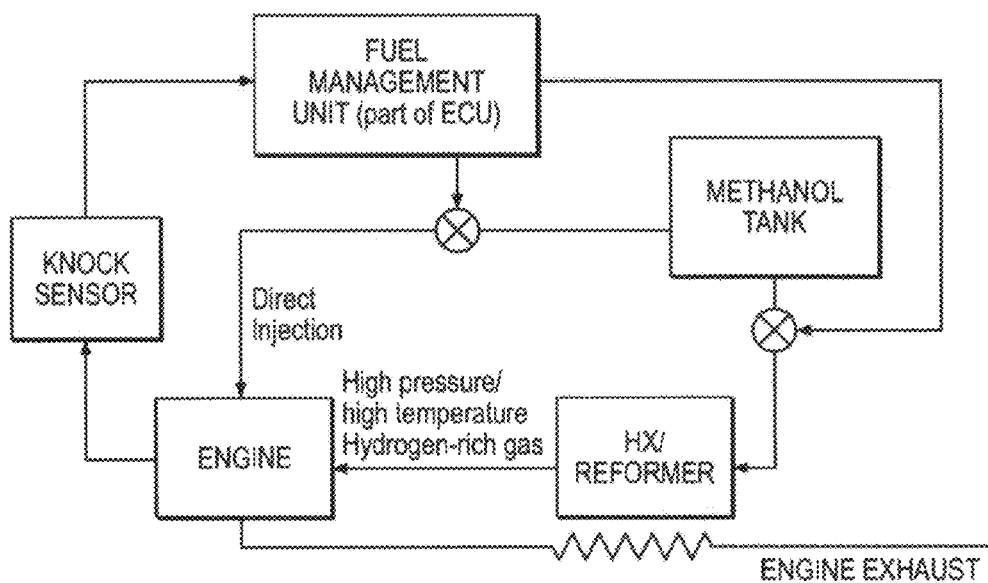 FUEL
MANAGEMENT
UNIT (part of ECU)
METHANOL
TANK
KNOCK
SENSOR
Direct
Injection
High pressure/
high temperature
Hydrogen-rich gas
ENGINE
HX/
REFORMER
ENGINE EXHAUST